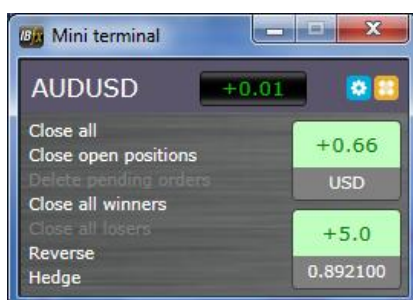 IBfx Mini terminal
AUDUSD +0.01
Close all
Close open positions
Delete pending orders
Close all winners
Close all losers
Reverse
Hedge
+0.66
USD
+5.0
0.892100